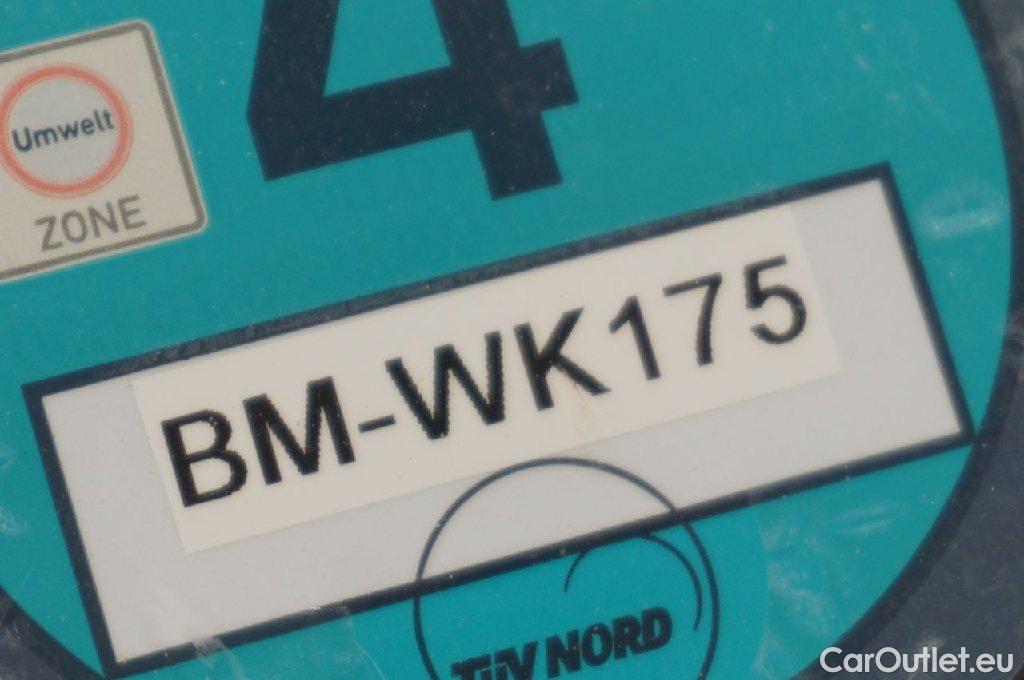 4
Umwelt
ZONE
BM-WK175
TÜV NORD
CarOutlet.eu